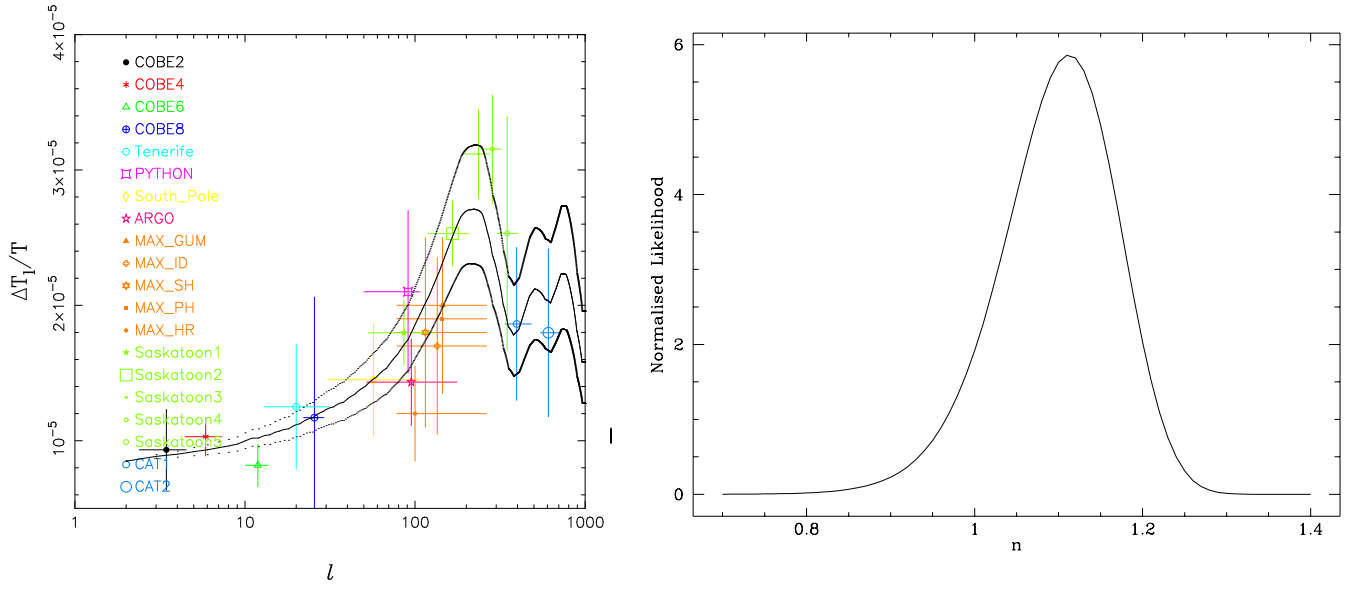 4×10⁻⁵
3×10⁻⁵
2×10⁻⁵
10⁻⁵
ΔT_l/T
COBE2
COBE4
COBE6
COBE8
Tenerife
PYTHON
South_Pole
ARGO
MAX_GUM
MAX_ID
MAX_SH
MAX_PH
MAX_HR
Saskatoon1
Saskatoon2
Saskatoon3
Saskatoon4
Saskatoon5
CAT1
CAT2
1
10
100
1000
l
Normalised Likelihood
6
4
2
0
0.8
1
1.2
1.4
n